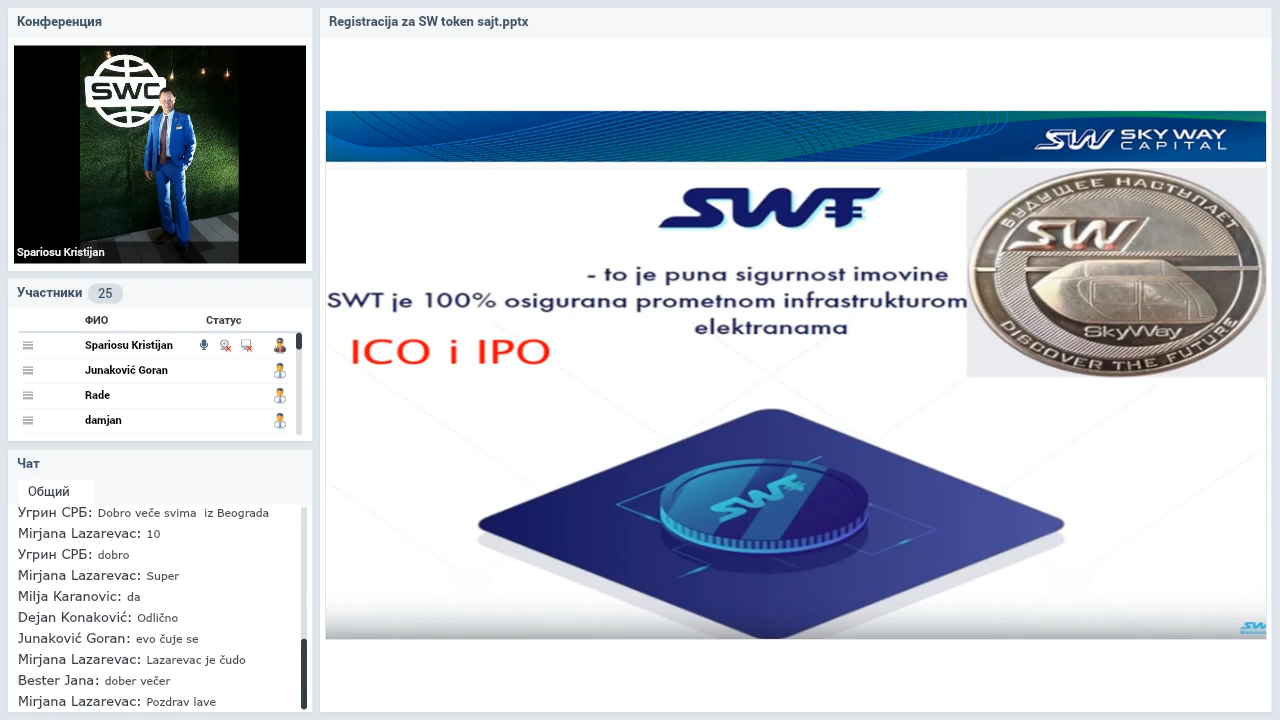 Конференция
SWC
Spariosu Kristijan
Участники 25
ФИО Статус
Spariosu Kristijan
Junaković Goran
Rade
damjan
Чат
Общий
Угрин СРБ: Dobro veče svima iz Beograda
Mirjana Lazarevac: 10
Угрин СРБ: dobro
Mirjana Lazarevac: Super
Milja Karanovic: da
Dejan Konaković: Odlično
Junaković Goran: evo čuje se
Mirjana Lazarevac: Lazarevac je čudo
Bester Jana: dober večer
Mirjana Lazarevac: Pozdrav lave
Registracija za SW token sajt.pptx
SW SKY WAY
CAPITAL
SWT
- to je puna sigurnost imovine
SWT je 100% osigurana prometnom infrastrukturom
elektranama
ICO i IPO
БУДУЩЕЕ НАСТУПАЕТ
SW
SkyWay
DISCOVER THE FUTURE
SWT
SW